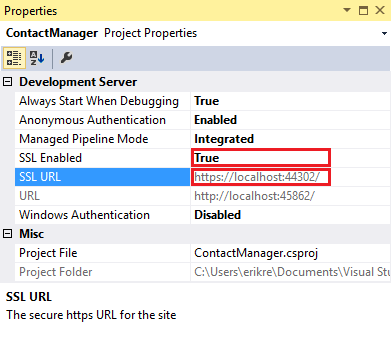 Properties
ContactManager Project Properties
Development Server
Always Start When Debugging True
Anonymous Authentication Enabled
Managed Pipeline Mode Integrated
SSL Enabled True
SSL URL https://localhost:44302/
URL http://localhost:45862/
Windows Authentication Disabled
Misc
Project File ContactManager.csproj
Project Folder C:\Users\erikre\Documents\Visual Stu
SSL URL
The secure https URL for the site